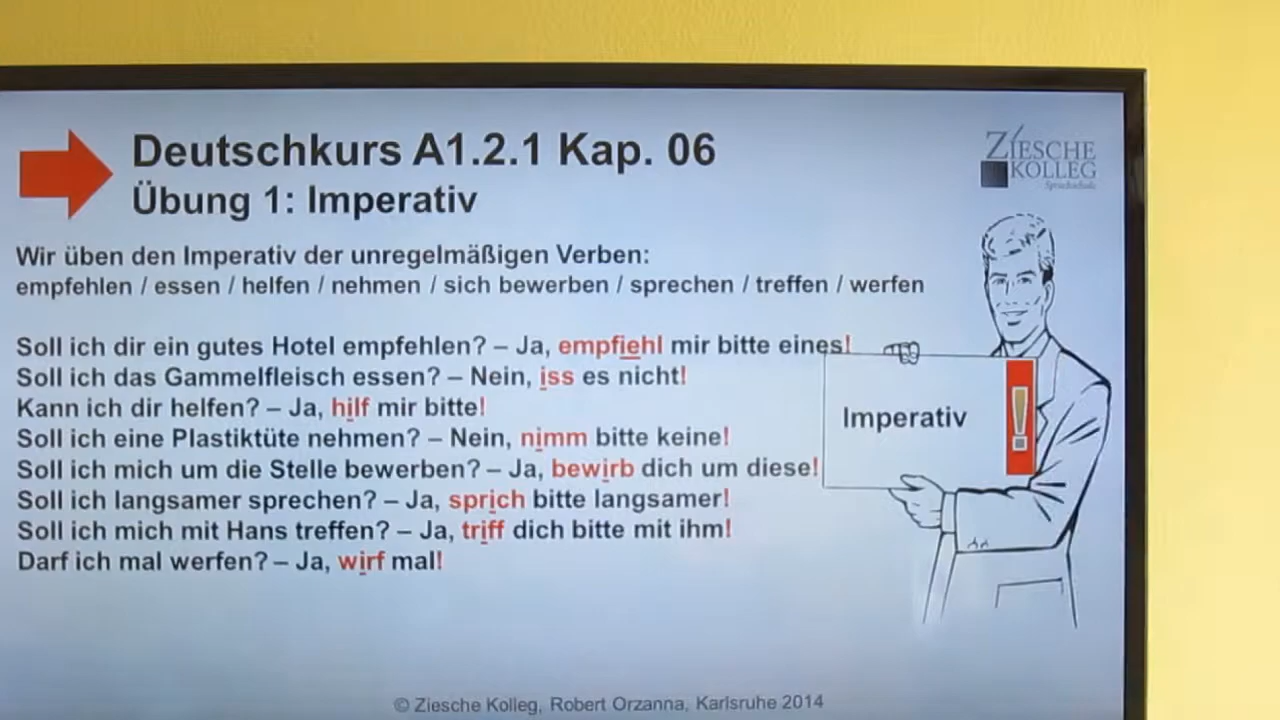 Deutschkurs A1.2.1 Kap. 06
Übung 1: Imperativ
ZIESCHE
KOLLEG
Sprachschule
Wir üben den Imperativ der unregelmäßigen Verben:
empfehlen / essen / helfen / nehmen / sich bewerben / sprechen / treffen / werfen
Soll ich dir ein gutes Hotel empfehlen? – Ja, empfiehl mir bitte eines!
Soll ich das Gammelfleisch essen? – Nein, iss es nicht!
Kann ich dir helfen? – Ja, hilf mir bitte!
Soll ich eine Plastiktüte nehmen? – Nein, nimm bitte keine!
Soll ich mich um die Stelle bewerben? – Ja, bewirb dich um diese!
Soll ich langsamer sprechen? – Ja, sprich bitte langsamer!
Soll ich mich mit Hans treffen? – Ja, triff dich bitte mit ihm!
Darf ich mal werfen? – Ja, wirf mal!
Imperativ !
© Ziesche Kolleg, Robert Orzanna, Karlsruhe 2014